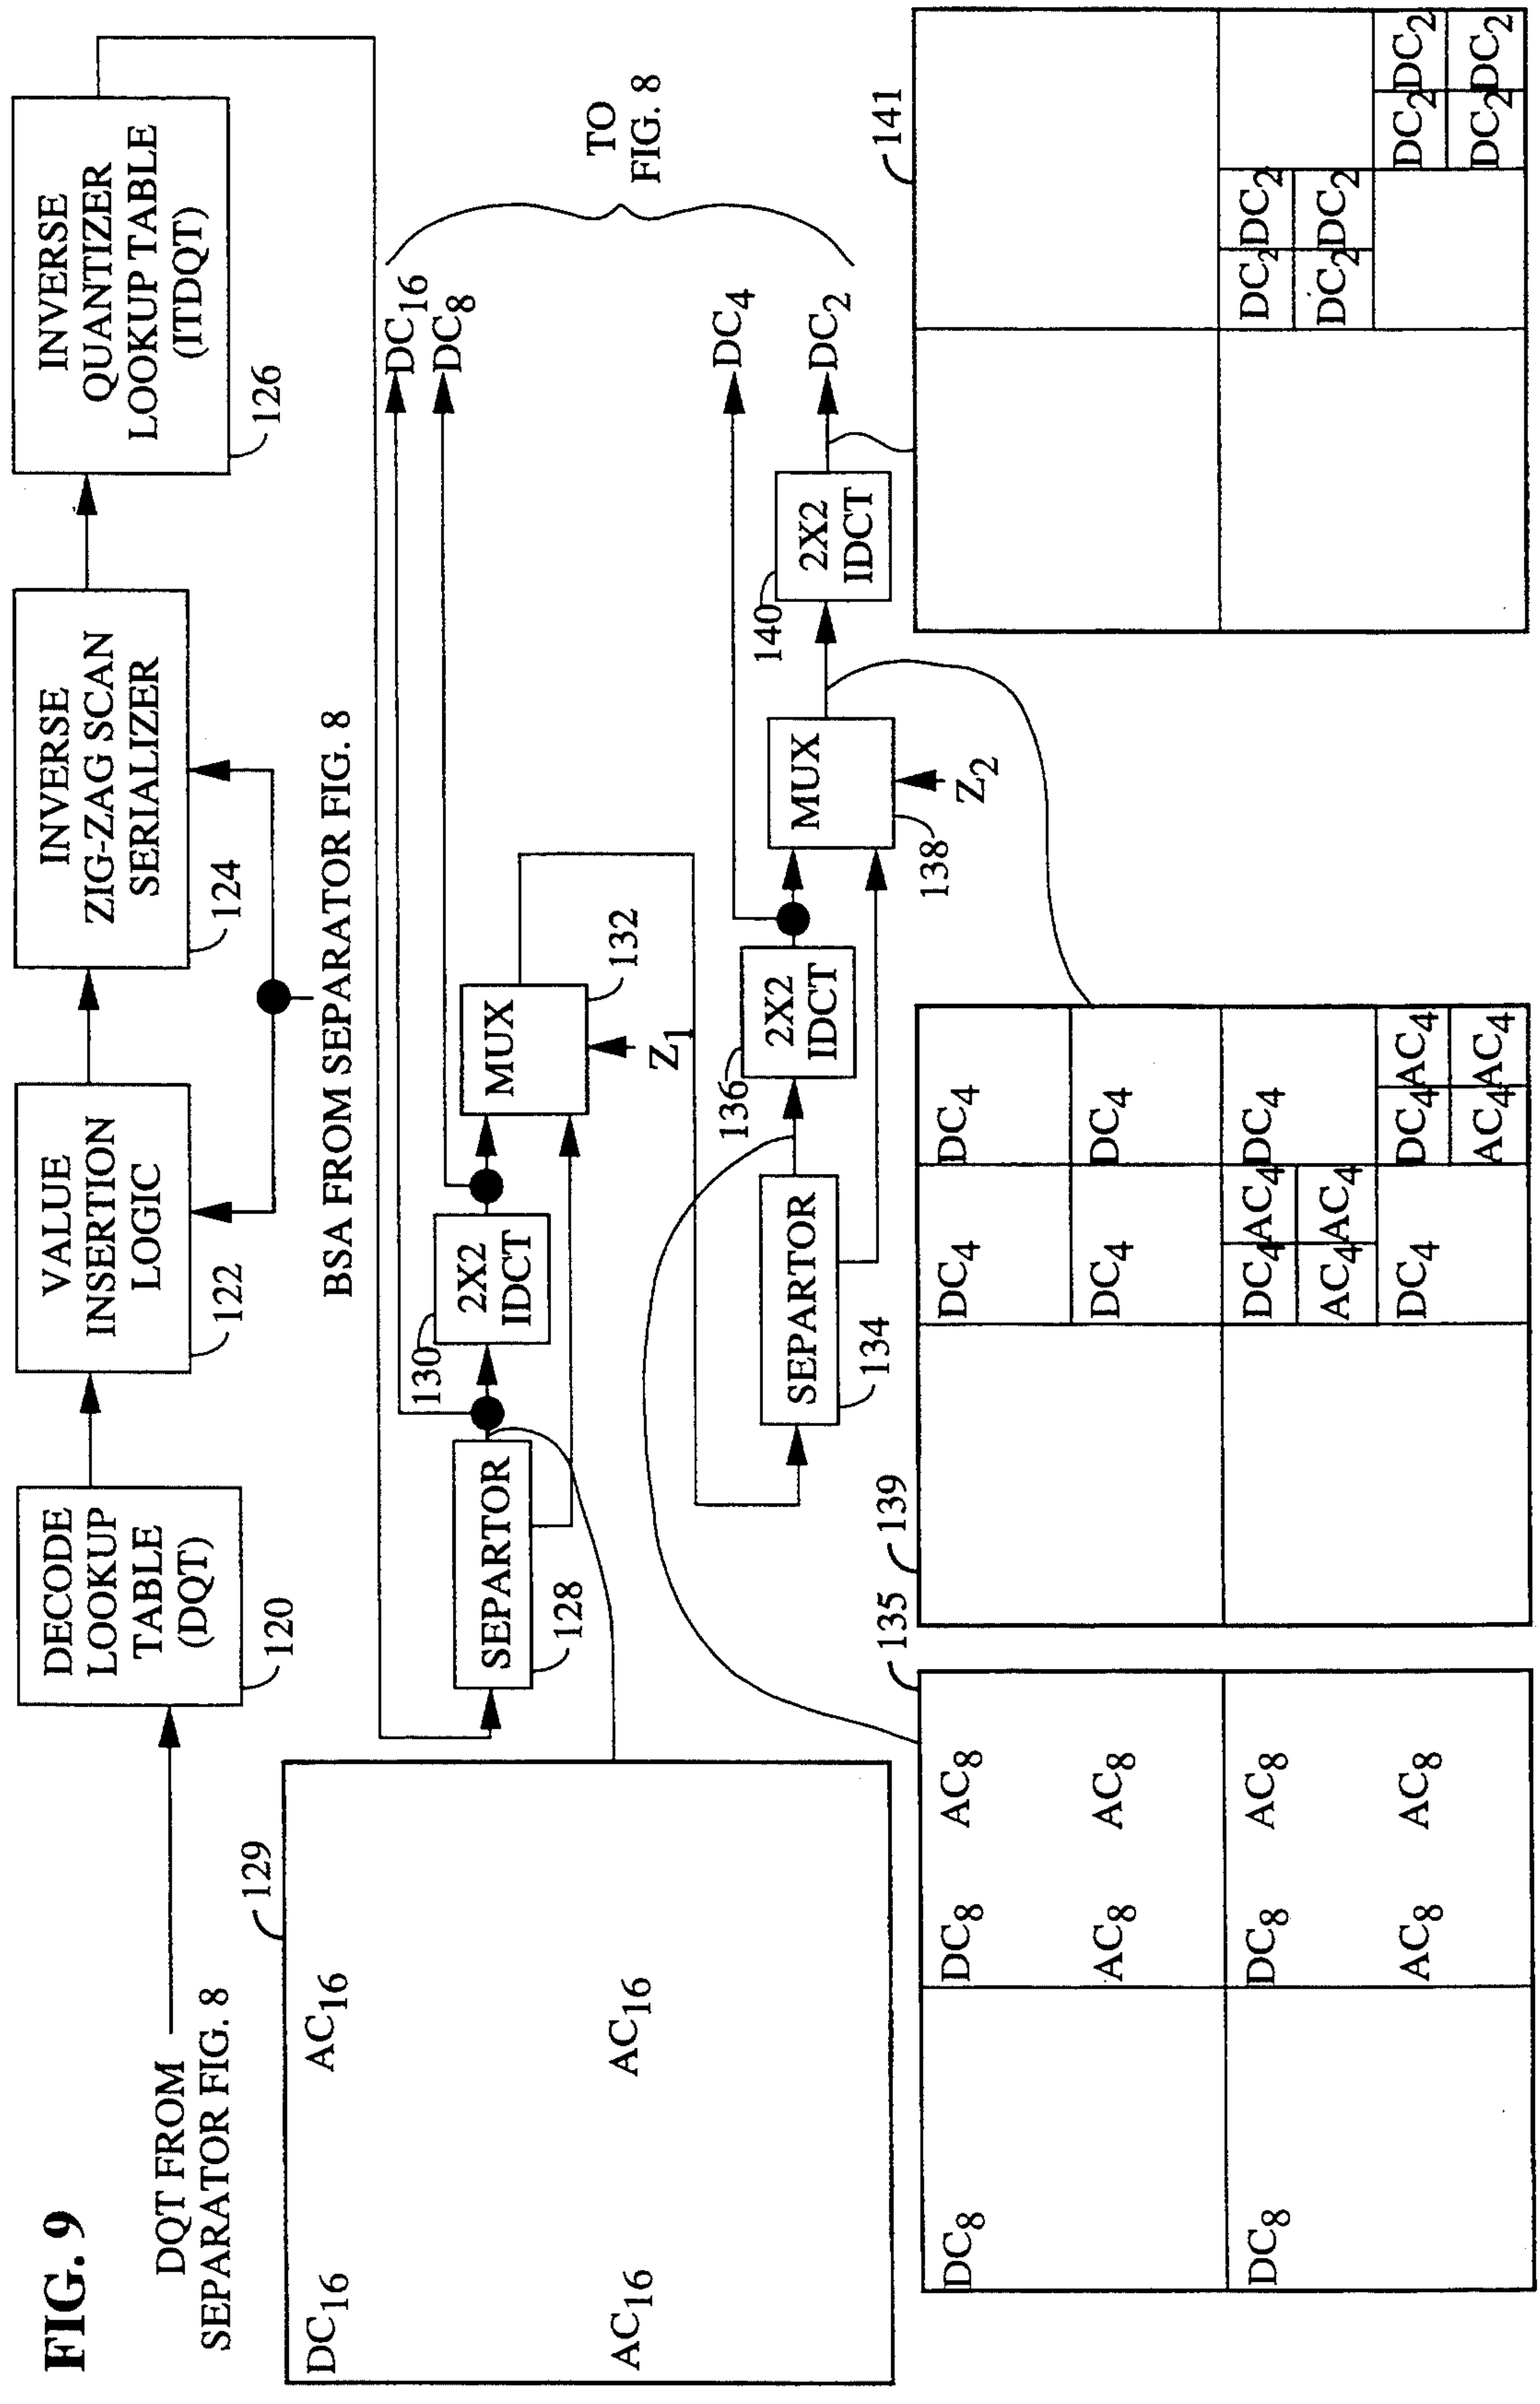 FIG. 9
DQT FROM
SEPARATOR FIG. 8
DECODE
LOOKUP
TABLE
(DQT)
120
VALUE
INSERTION
LOGIC
122
INVERSE
ZIG-ZAG SCAN
SERIALIZER
124
INVERSE
QUANTIZER
LOOKUP TABLE
(ITDQT)
126
BSA FROM SEPARATOR FIG. 8
129
DC16 AC16
AC16 AC16
SEPARTOR
128
130
2X2
IDCT
MUX
132
Z1
DC16
DC8
TO
FIG. 8
SEPARTOR
134
136
2X2
IDCT
MUX
138
Z2
140
2X2
IDCT
DC4
DC2
135
DC8 DC8 AC8
AC8 AC8
DC8 DC8 AC8
AC8 AC8
139
DC4 DC4
DC4 DC4
DC4 AC4 DC4
AC4 AC4
DC4 DC4 AC4
AC4 AC4
141
DC2 DC2
DC2 DC2
DC2 DC2
DC2 DC2